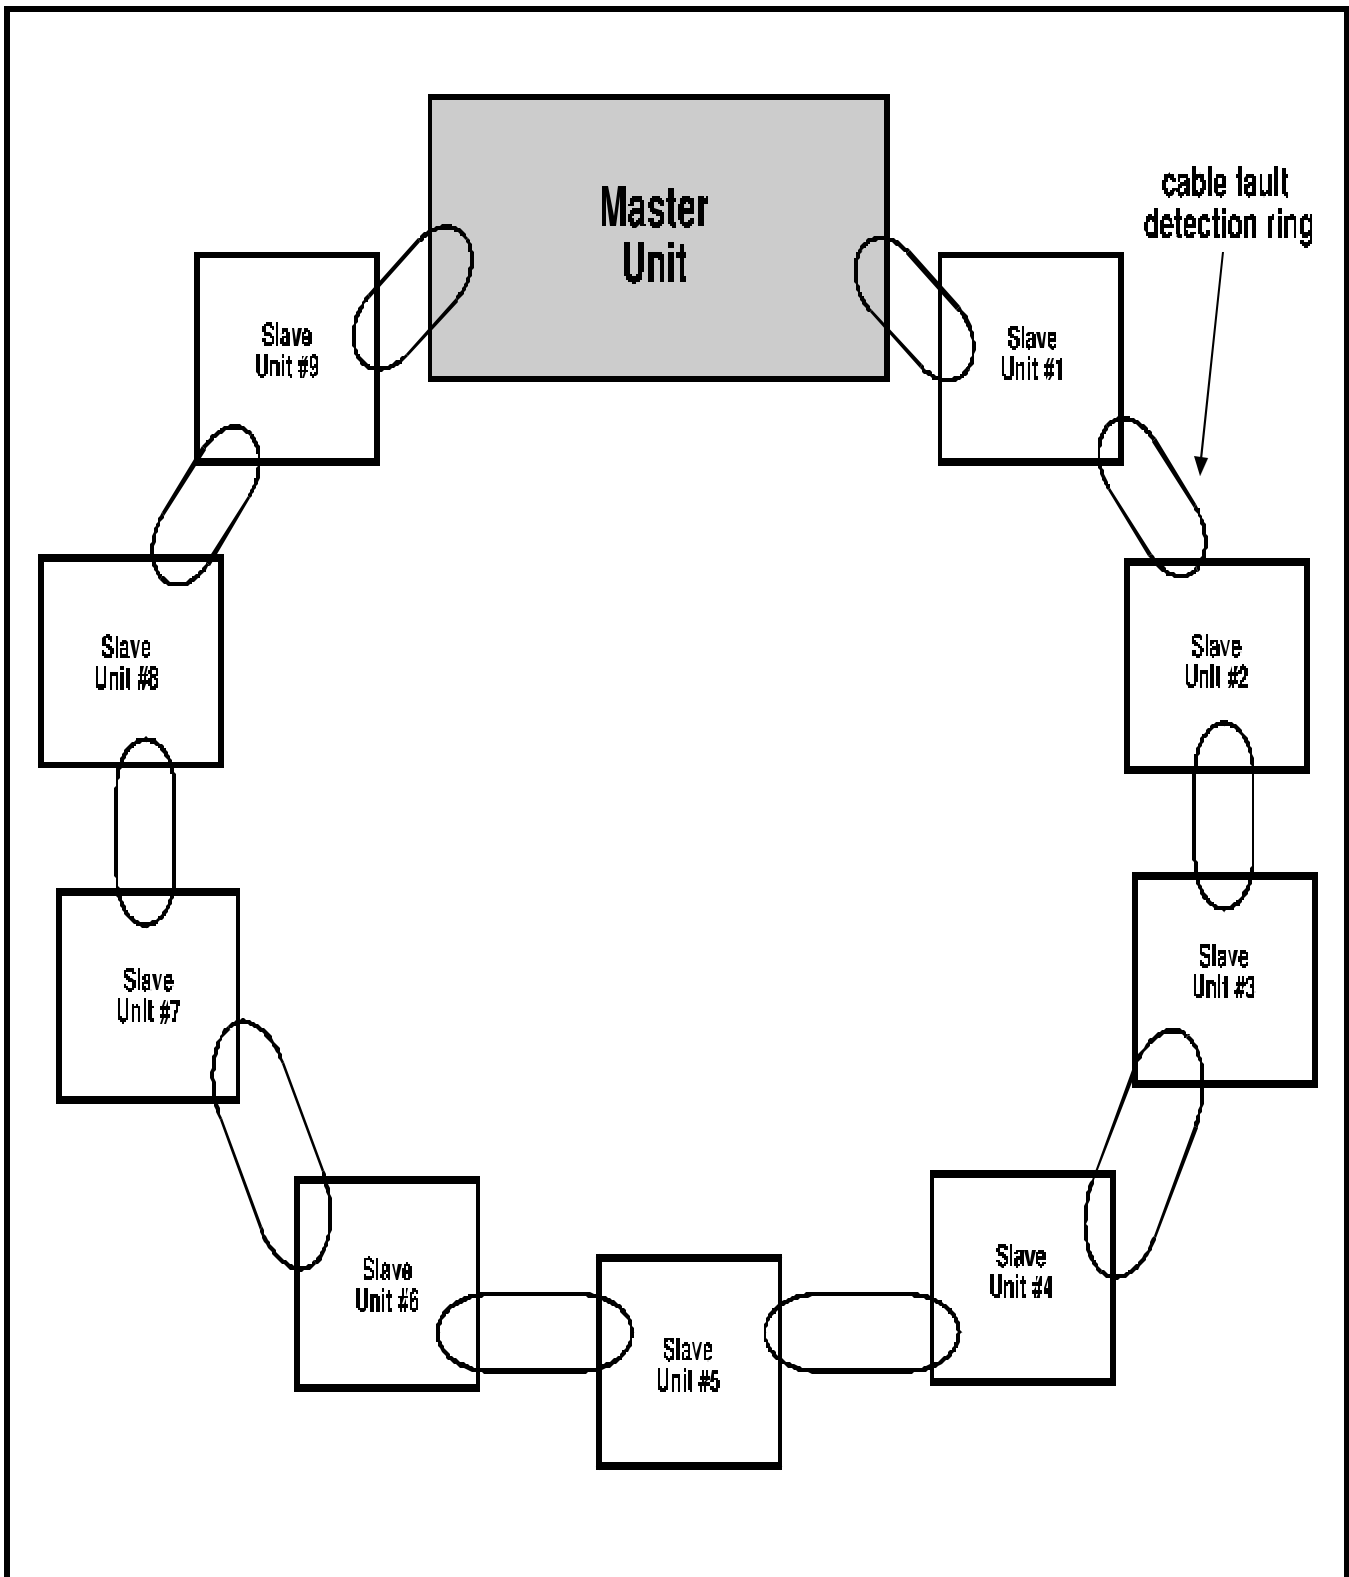 Master
Unit
cable fault
detection ring
Slave
Unit #9
Slave
Unit #1
Slave
Unit #8
Slave
Unit #2
Slave
Unit #7
Slave
Unit #3
Slave
Unit #6
Slave
Unit #4
Slave
Unit #5